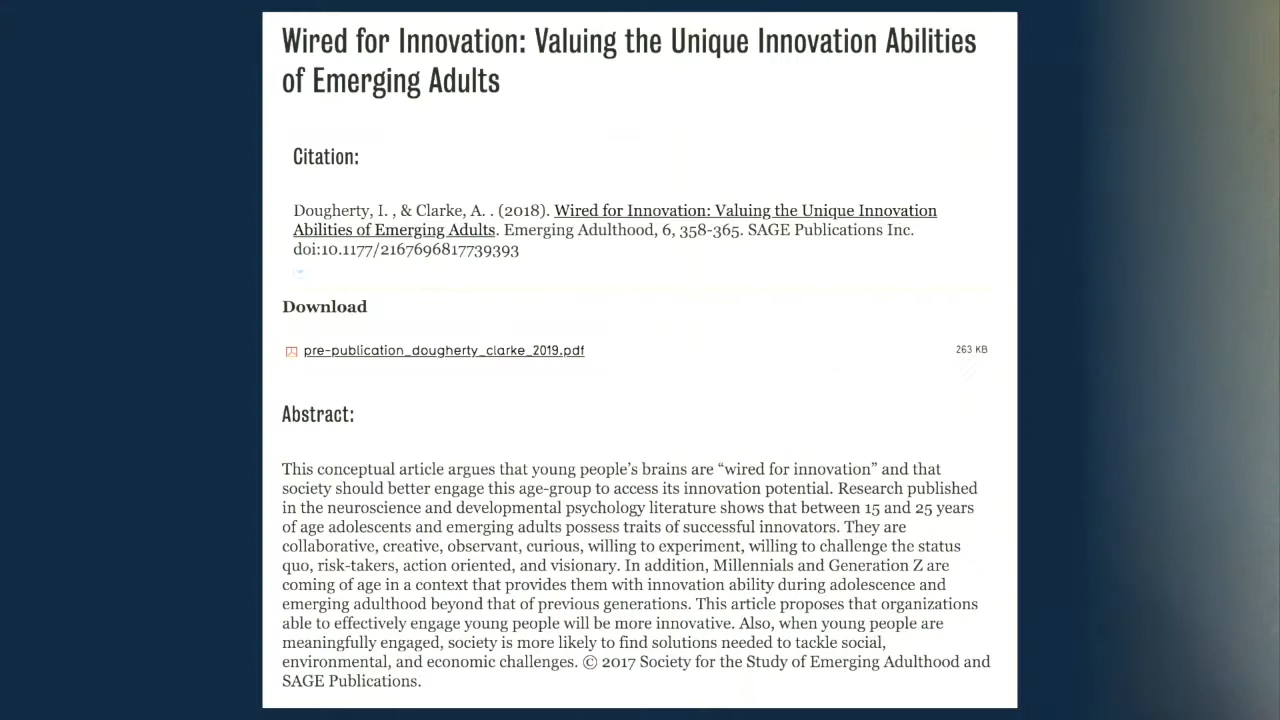 Wired for Innovation: Valuing the Unique Innovation Abilities
of Emerging Adults
Citation:
Dougherty, I. , & Clarke, A. . (2018). Wired for Innovation: Valuing the Unique Innovation
Abilities of Emerging Adults. Emerging Adulthood, 6, 358-365. SAGE Publications Inc.
doi:10.1177/2167696817739393
Download
pre-publication_dougherty_clarke_2019.pdf 263 KB
Abstract:
This conceptual article argues that young people’s brains are “wired for innovation” and that
society should better engage this age-group to access its innovation potential. Research published
in the neuroscience and developmental psychology literature shows that between 15 and 25 years
of age adolescents and emerging adults possess traits of successful innovators. They are
collaborative, creative, observant, curious, willing to experiment, willing to challenge the status
quo, risk-takers, action oriented, and visionary. In addition, Millennials and Generation Z are
coming of age in a context that provides them with innovation ability during adolescence and
emerging adulthood beyond that of previous generations. This article proposes that organizations
able to effectively engage young people will be more innovative. Also, when young people are
meaningfully engaged, society is more likely to find solutions needed to tackle social,
environmental, and economic challenges. © 2017 Society for the Study of Emerging Adulthood and
SAGE Publications.